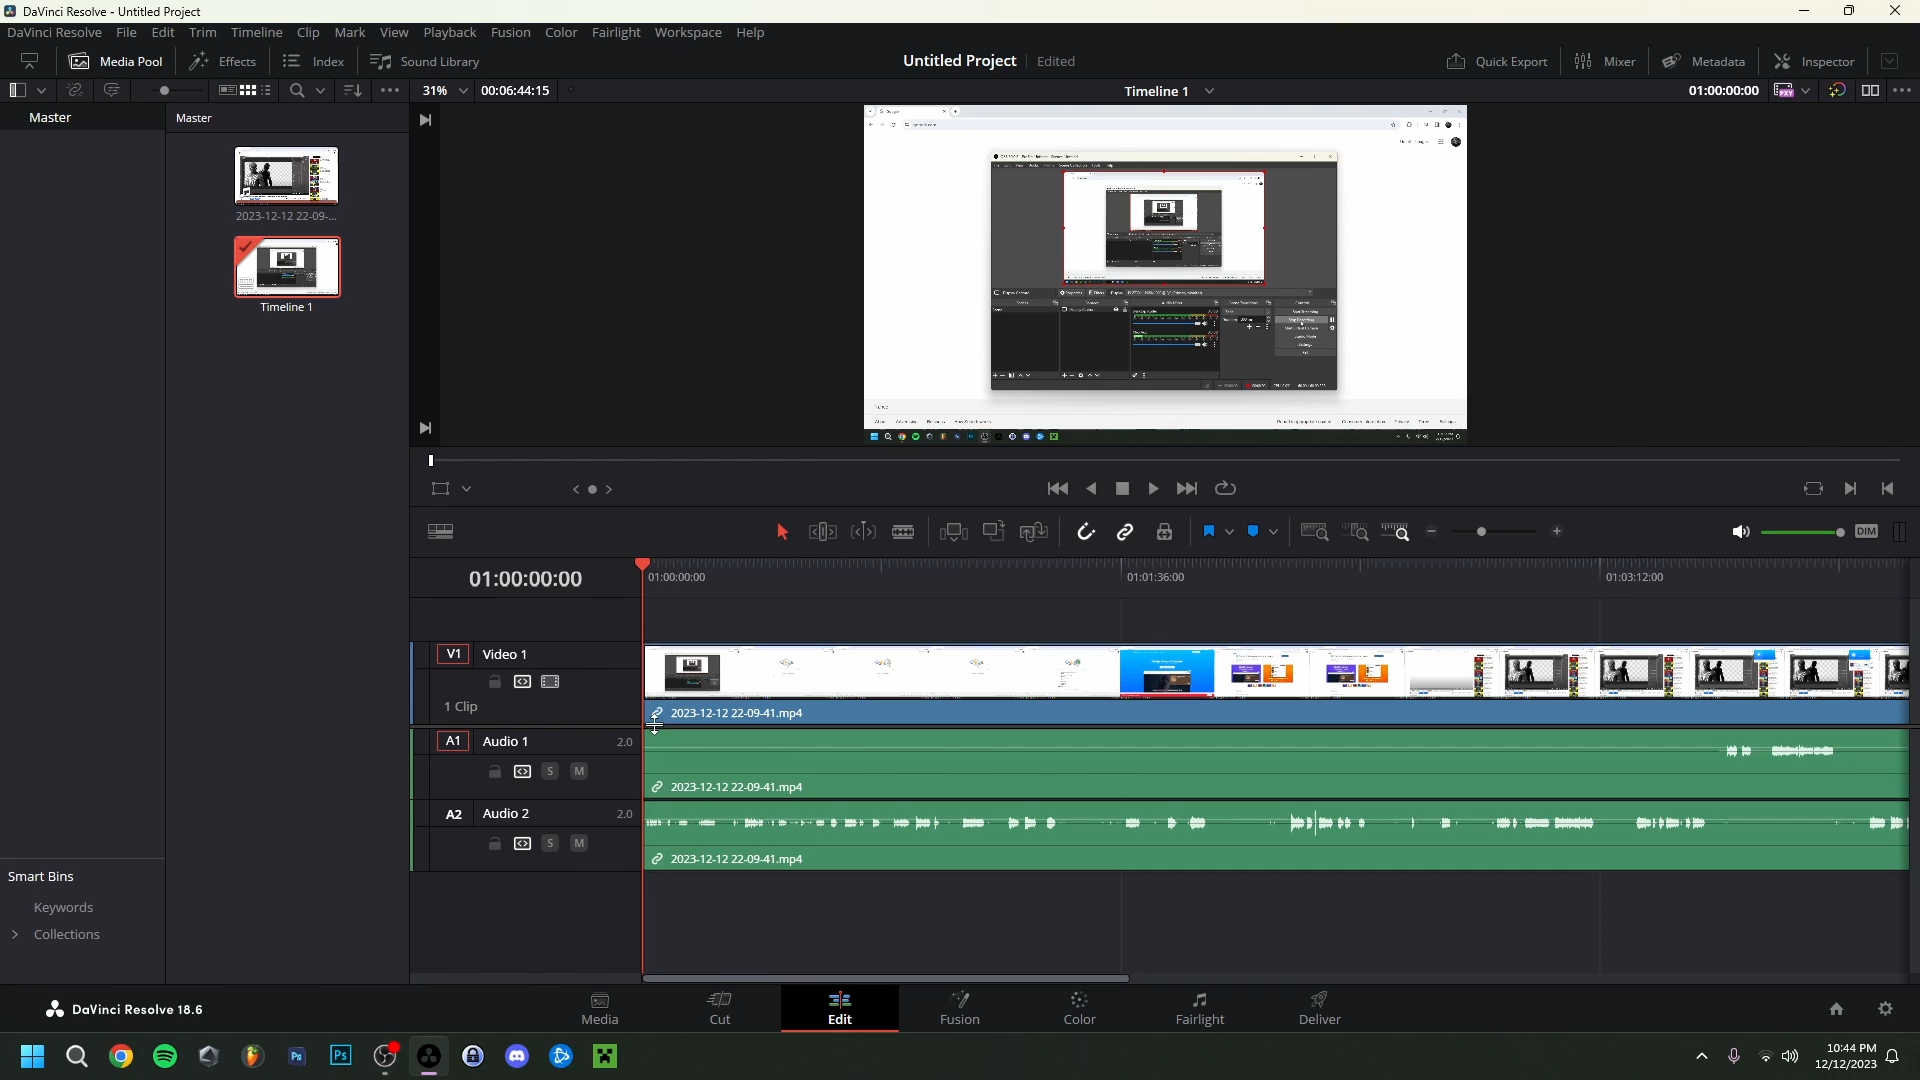 DaVinci Resolve - Untitled Project
DaVinci Resolve File Edit Trim Timeline Clip Mark View Playback Fusion Color Fairlight Workspace Help
Media Pool Effects Index Sound Library Untitled Project Edited Quick Export Mixer Metadata Inspector
31% 00:06:44:15 Timeline 1 01:00:00:00
PXY
Master
Master
2023-12-12 22-09-...
Timeline 1
DIM
01:00:00:00
01:00:00:00 01:01:36:00 01:03:12:00
V1 Video 1
1 Clip
2023-12-12 22-09-41.mp4
A1 Audio 1 2.0
S M
2023-12-12 22-09-41.mp4
A2 Audio 2 2.0
S M
2023-12-12 22-09-41.mp4
Smart Bins
Keywords
Collections
DaVinci Resolve 18.6
Media Cut Edit Fusion Color Fairlight Deliver
Ps Ps
10:44 PM
12/12/2023